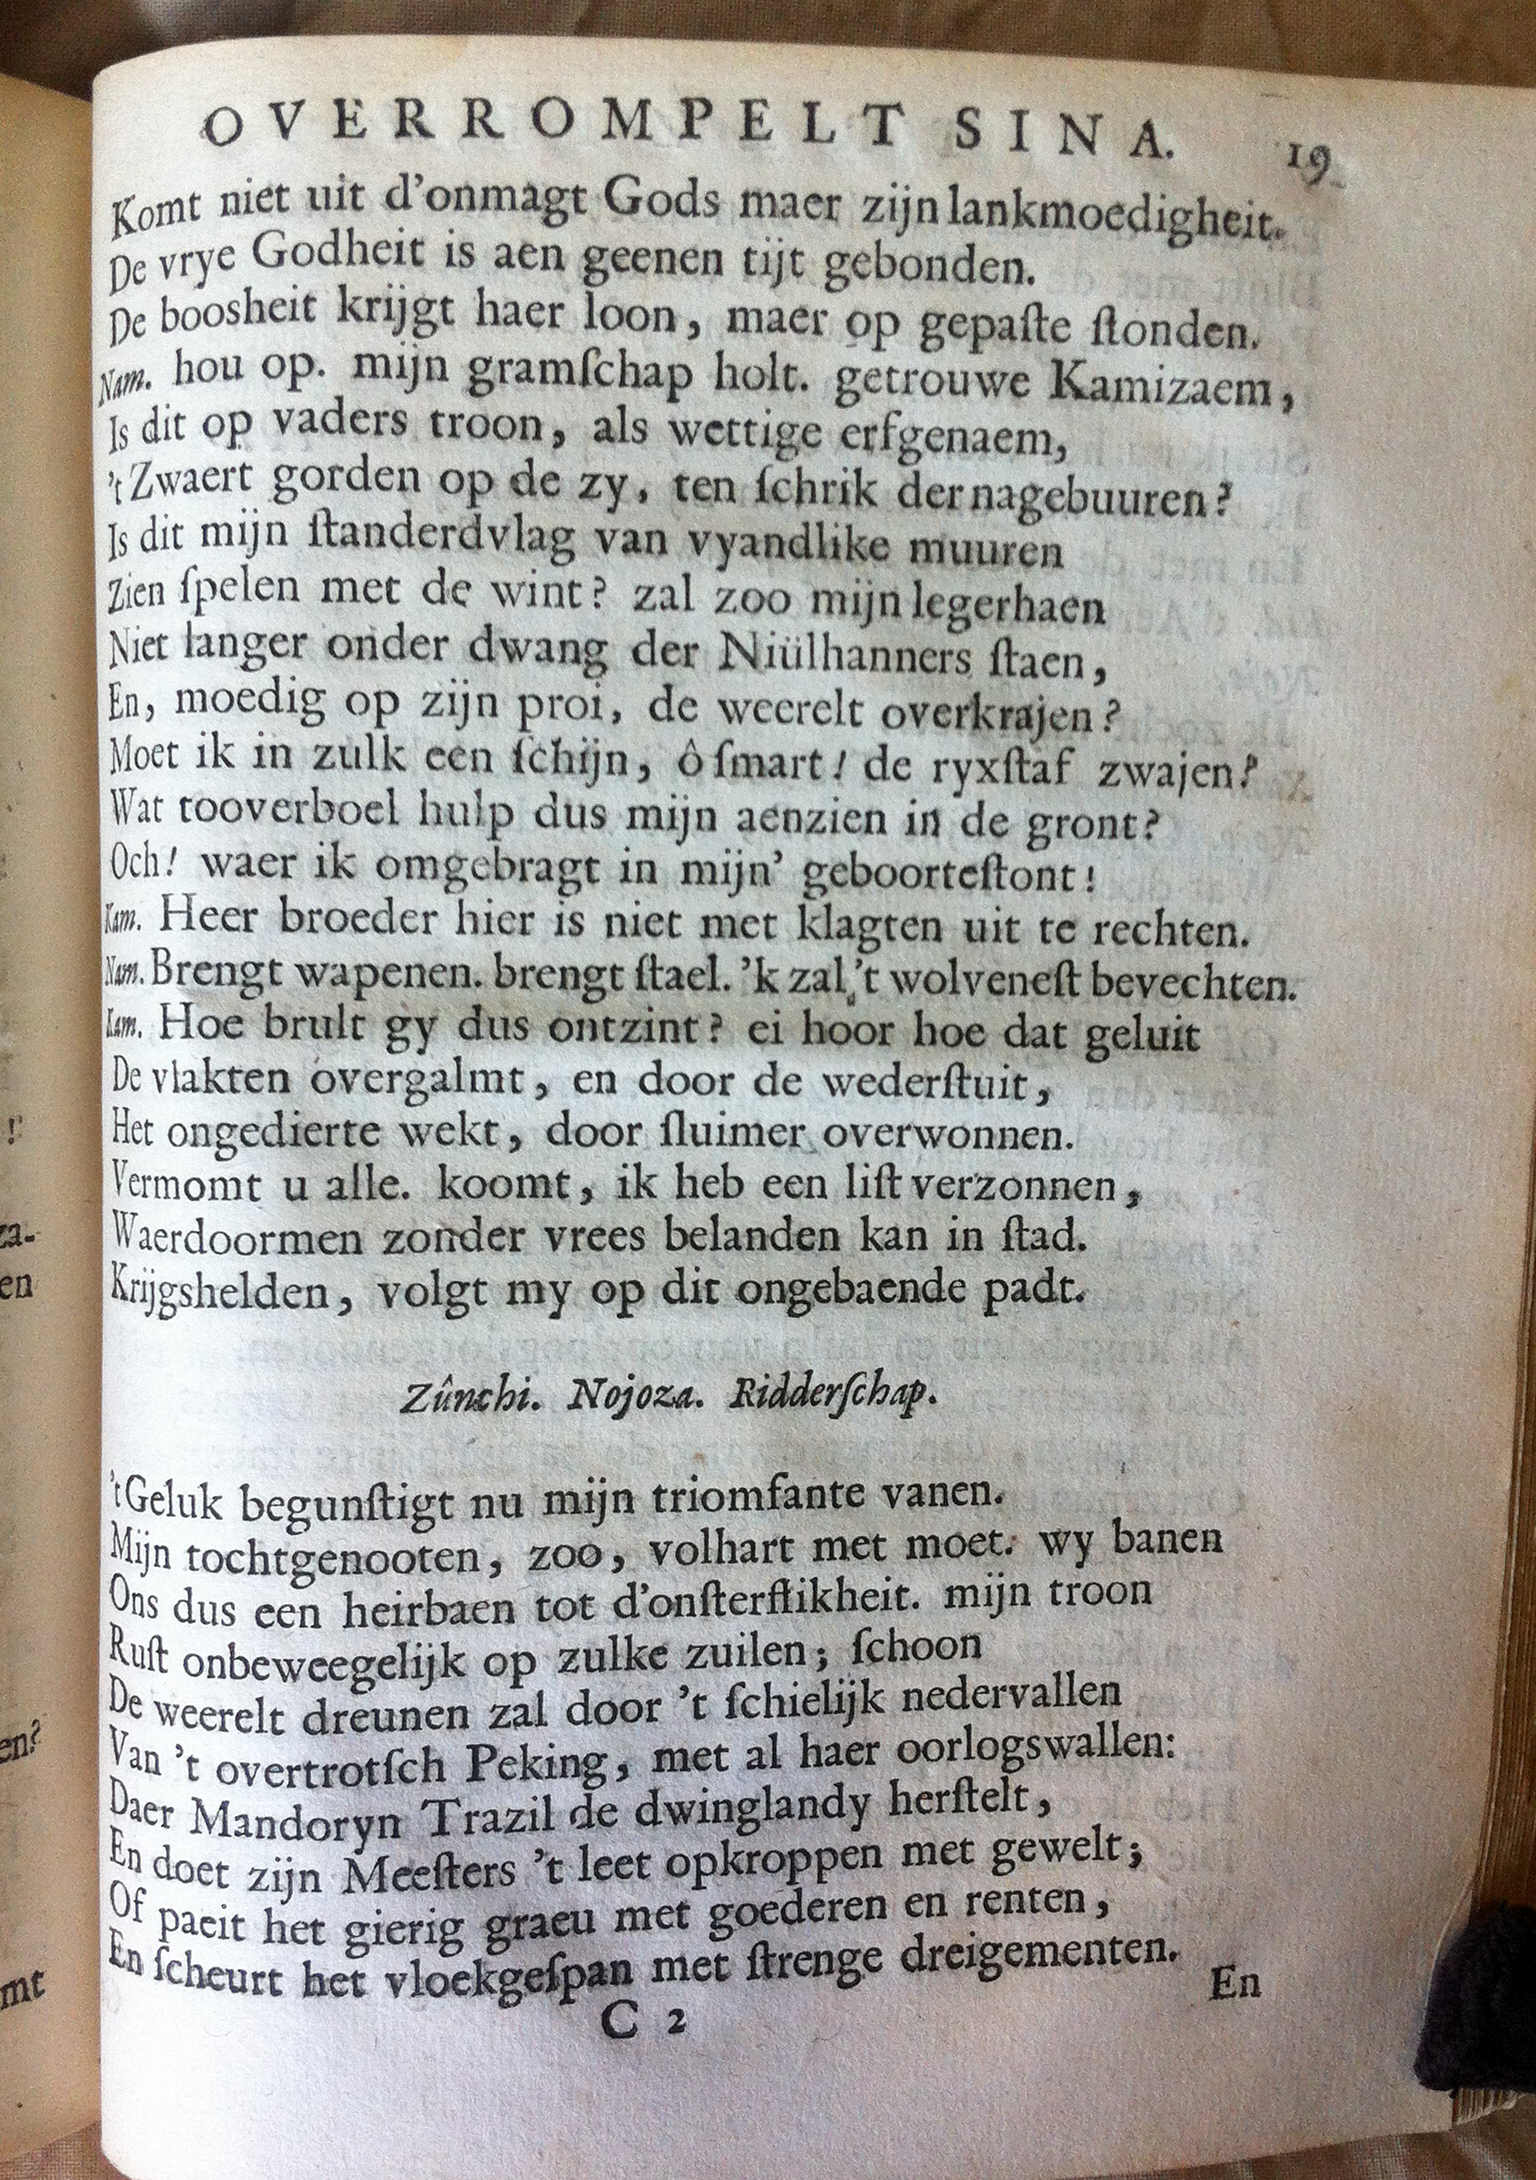 OVERROMPELT SINA. 19
Komt niet uit d'onmagt Gods maer zijn lankmoedigheit.
De vrye Godheit is aen geenen tijt gebonden.
De boosheit krijgt haer loon, maer op gepaſte ſtonden.
Nam. hou op. mijn gramſchap holt. getrouwe Kamizaem,
Is dit op vaders troon, als wettige erfgenaem,
't Zwaert gorden op de zy, ten ſchrik der nagebuuren?
Is dit mijn ſtanderdvlag van vyandlike muuren
Zien ſpelen met de wint? zal zoo mijn legerhaen
Niet langer onder dwang der Niülhanners ſtaen,
En, moedig op zijn proi, de weerelt overkrajen?
Moet ik in zulk een ſchijn, ô ſmart! de ryxſtaf zwajen?
Wat tooverboel hulp dus mijn aenzien in de gront?
Och! waer ik omgebragt in mijn' geboorteſtont!
Kam. Heer broeder hier is niet met klagten uit te rechten.
Nam. Brengt wapenen. brengt ſtael. 'k zal 't wolveneſt bevechten.
Kam. Hoe brult gy dus ontzint? ei hoor hoe dat geluit
De vlakten overgalmt, en door de wederſtuit,
Het ongedierte wekt, door ſluimer overwonnen.
Vermomt u alle. koomt, ik heb een liſt verzonnen,
Waerdoormen zonder vrees belanden kan in ſtad.
Krijgshelden, volgt my op dit ongebaende padt.
Zûnchi. Nojoza. Ridderſchap.
't Geluk begunſtigt nu mijn triomfante vanen.
Mijn tochtgenooten, zoo, volhart met moet. wy banen
Ons dus een heirbaen tot d'onſterflikheit. mijn troon
Ruſt onbeweegelijk op zulke zuilen; ſchoon
De weerelt dreunen zal door 't ſchielijk nedervallen
Van 't overtrotſch Peking, met al haer oorlogswallen:
Daer Mandoryn Trazil de dwinglandy herſtelt,
En doet zijn Meeſters 't leet opkroppen met gewelt;
Of paeit het gierig graeu met goederen en renten,
En ſcheurt het vloekgeſpan met ſtrenge dreigementen.
C 2 En
!'
za-
en
en?
mt